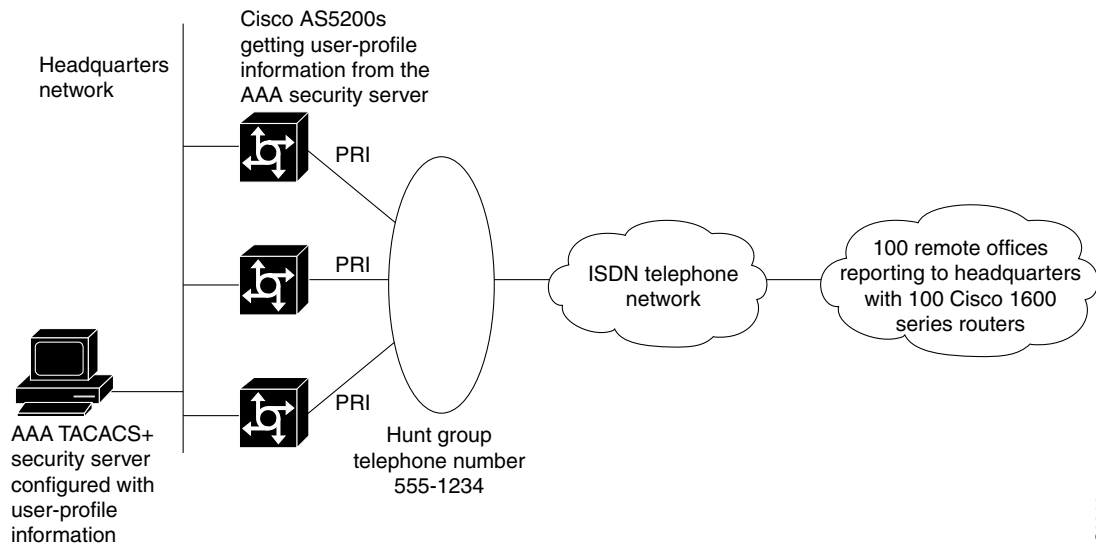 Cisco AS5200s
getting user-profile
information from the
AAA security server
Headquarters
network
PRI
PRI
PRI
ISDN telephone
network
100 remote offices
reporting to headquarters
with 100 Cisco 1600
series routers
Hunt group
telephone number
555-1234
AAA TACACS+
security server
configured with
user-profile
information